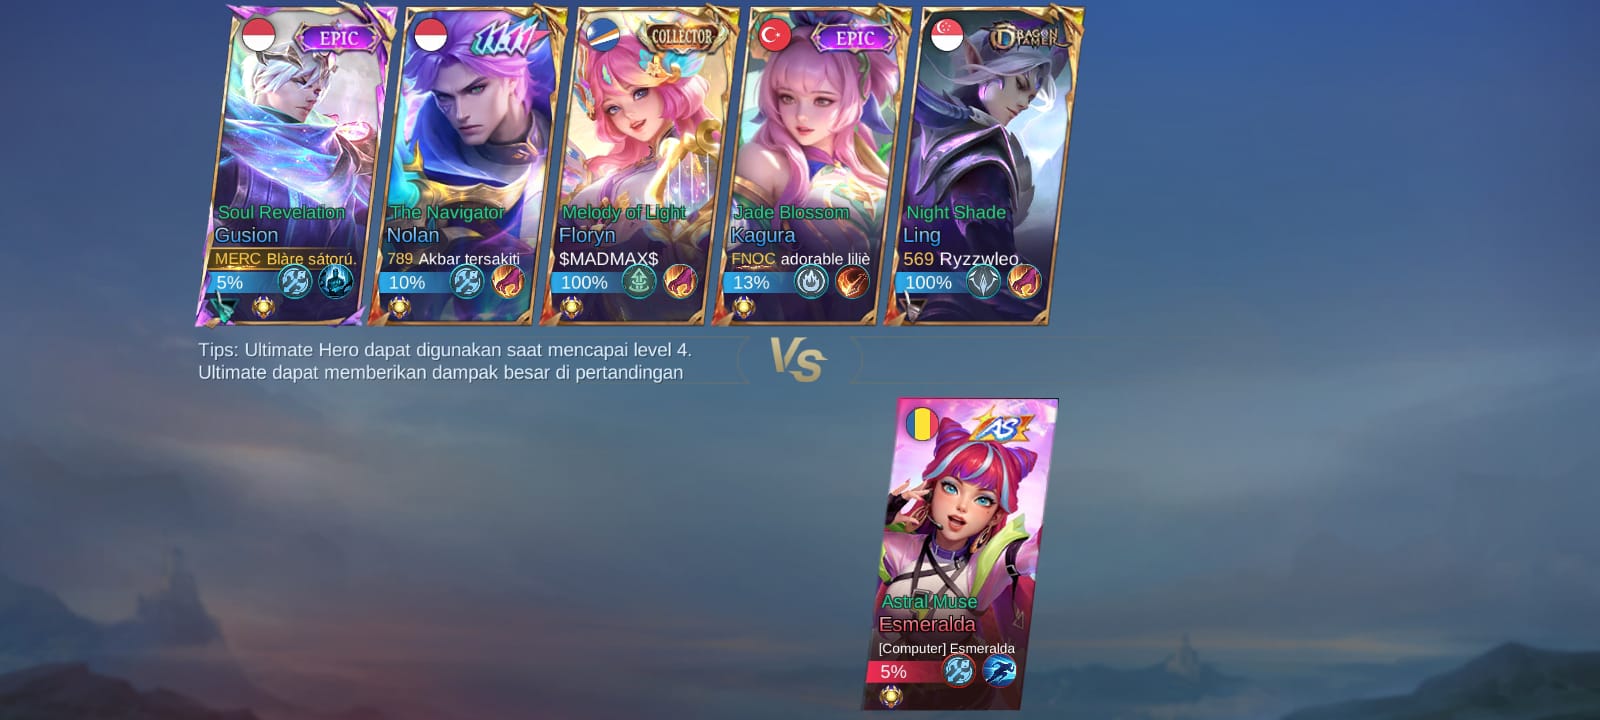 EPIC
Soul Revelation
Gusion
MERC Blàre sátorú.
5%
11.11
The Navigator
Nolan
789 Akbar tersakiti
10%
COLLECTOR
Melody of Light
Floryn
$MADMAX$
100%
EPIC
Jade Blossom
Kagura
FNOC adorable liliè
13%
DRAGON TAMER
Night Shade
Ling
569 Ryzzwleo
100%
Tips: Ultimate Hero dapat digunakan saat mencapai level 4.
Ultimate dapat memberikan dampak besar di pertandingan
VS
AS
Astral Muse
Esmeralda
[Computer] Esmeralda
5%